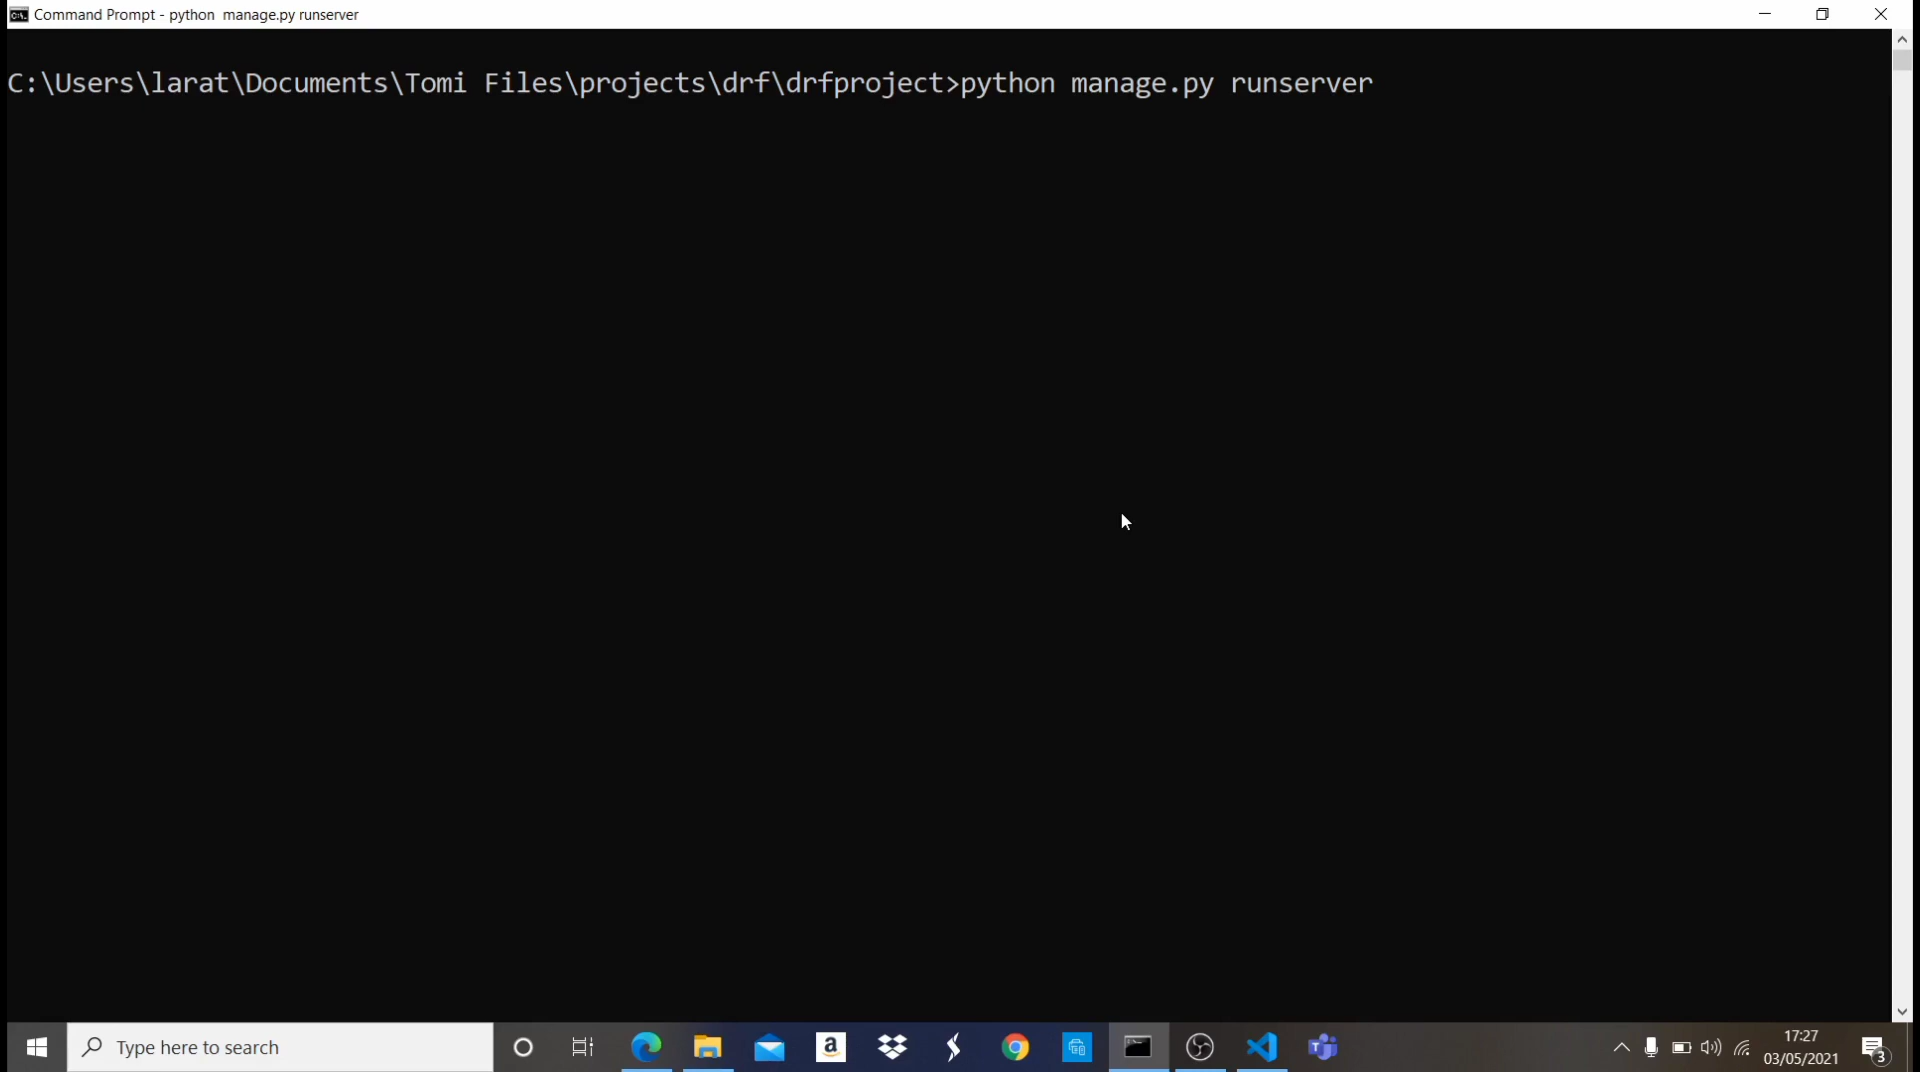 Command Prompt - python  manage.py runserver
C:\Users\larat\Documents\Tomi Files\projects\drf\drfproject>python manage.py runserver
Type here to search
17:27
03/05/2021
3